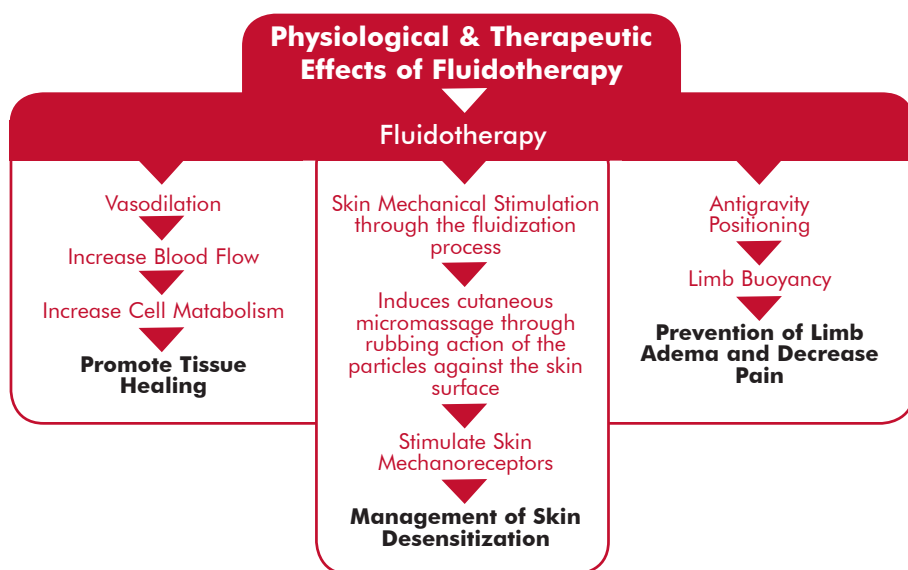 Physiological & Therapeutic
Effects of Fluidotherapy
Fluidotherapy
Vasodilation
Increase Blood Flow
Increase Cell Matabolism
Promote Tissue
Healing
Skin Mechanical Stimulation
through the fluidization
process
Induces cutaneous
micromassage through
rubbing action of the
particles against the skin
surface
Stimulate Skin
Mechanoreceptors
Management of Skin
Desensitization
Antigravity
Positioning
Limb Buoyancy
Prevention of Limb
Adema and Decrease
Pain